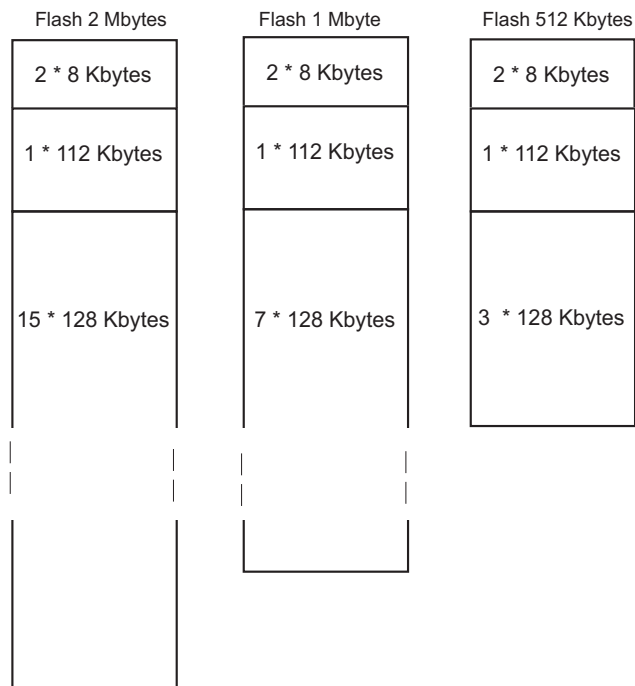 Flash 2 Mbytes
Flash 1 Mbyte
Flash 512 Kbytes
2 * 8 Kbytes
2 * 8 Kbytes
2 * 8 Kbytes
1 * 112 Kbytes
1 * 112 Kbytes
1 * 112 Kbytes
15 * 128 Kbytes
7 * 128 Kbytes
3 * 128 Kbytes